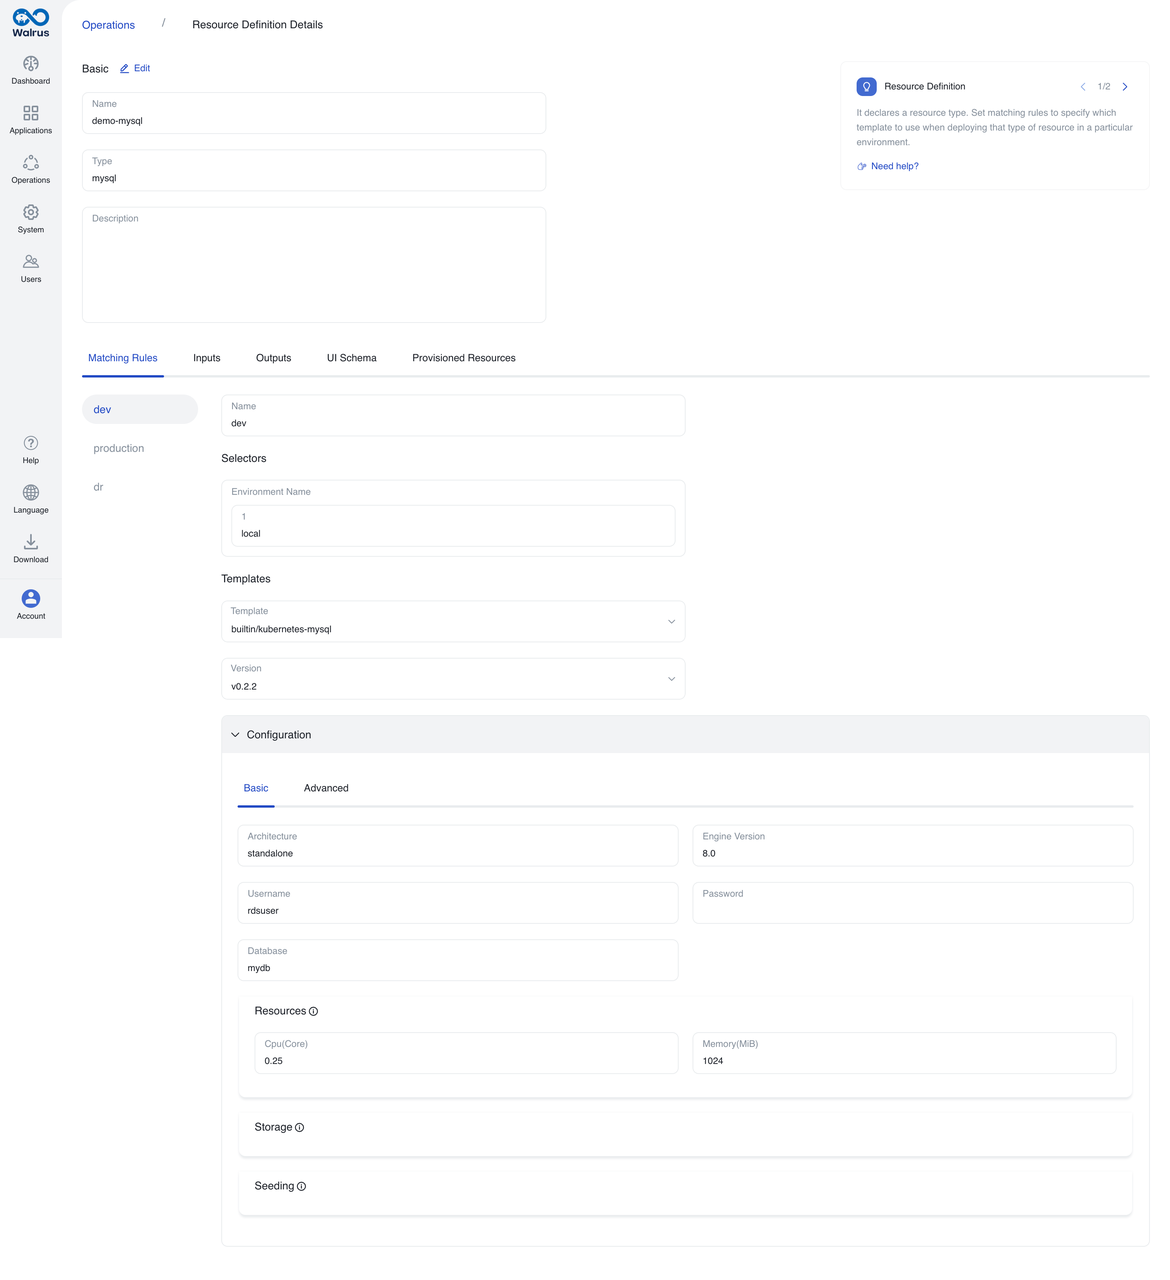 Walrus
Dashboard
Applications
Operations
System
Users
Help
Language
Download
Account
Operations / Resource Definition Details
Basic Edit
Name
demo-mysql
Type
mysql
Description
Resource Definition 1/2
It declares a resource type. Set matching rules to specify which
template to use when deploying that type of resource in a particular
environment.
Need help?
Matching Rules Inputs Outputs UI Schema Provisioned Resources
dev
production
dr
Name
dev
Selectors
Environment Name
1
local
Templates
Template
builtin/kubernetes-mysql
Version
v0.2.2
Configuration
Basic Advanced
Architecture
standalone
Engine Version
8.0
Username
rdsuser
Password
Database
mydb
Resources
Cpu(Core)
0.25
Memory(MiB)
1024
Storage
Seeding